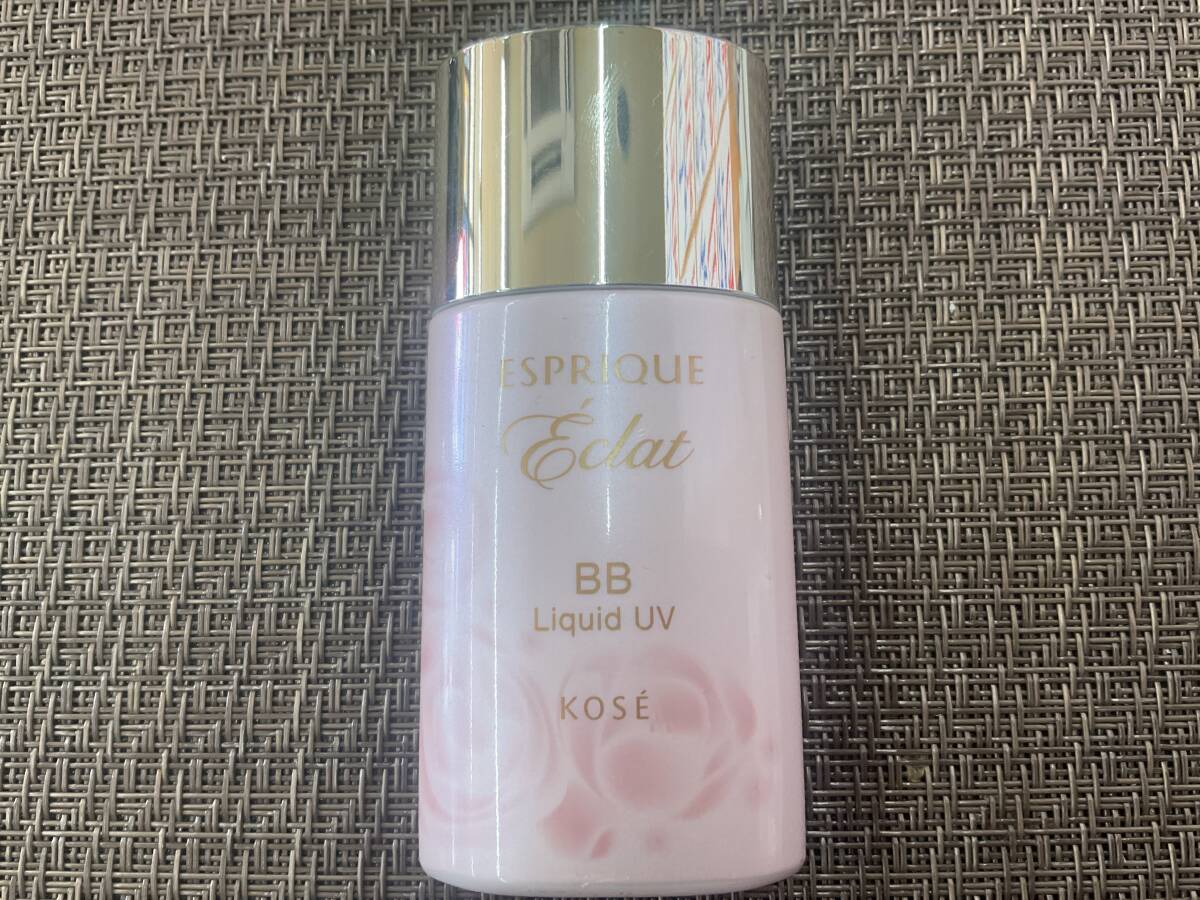 ESPRIQUE
Éclat
BB
Liquid UV
KOSÉ